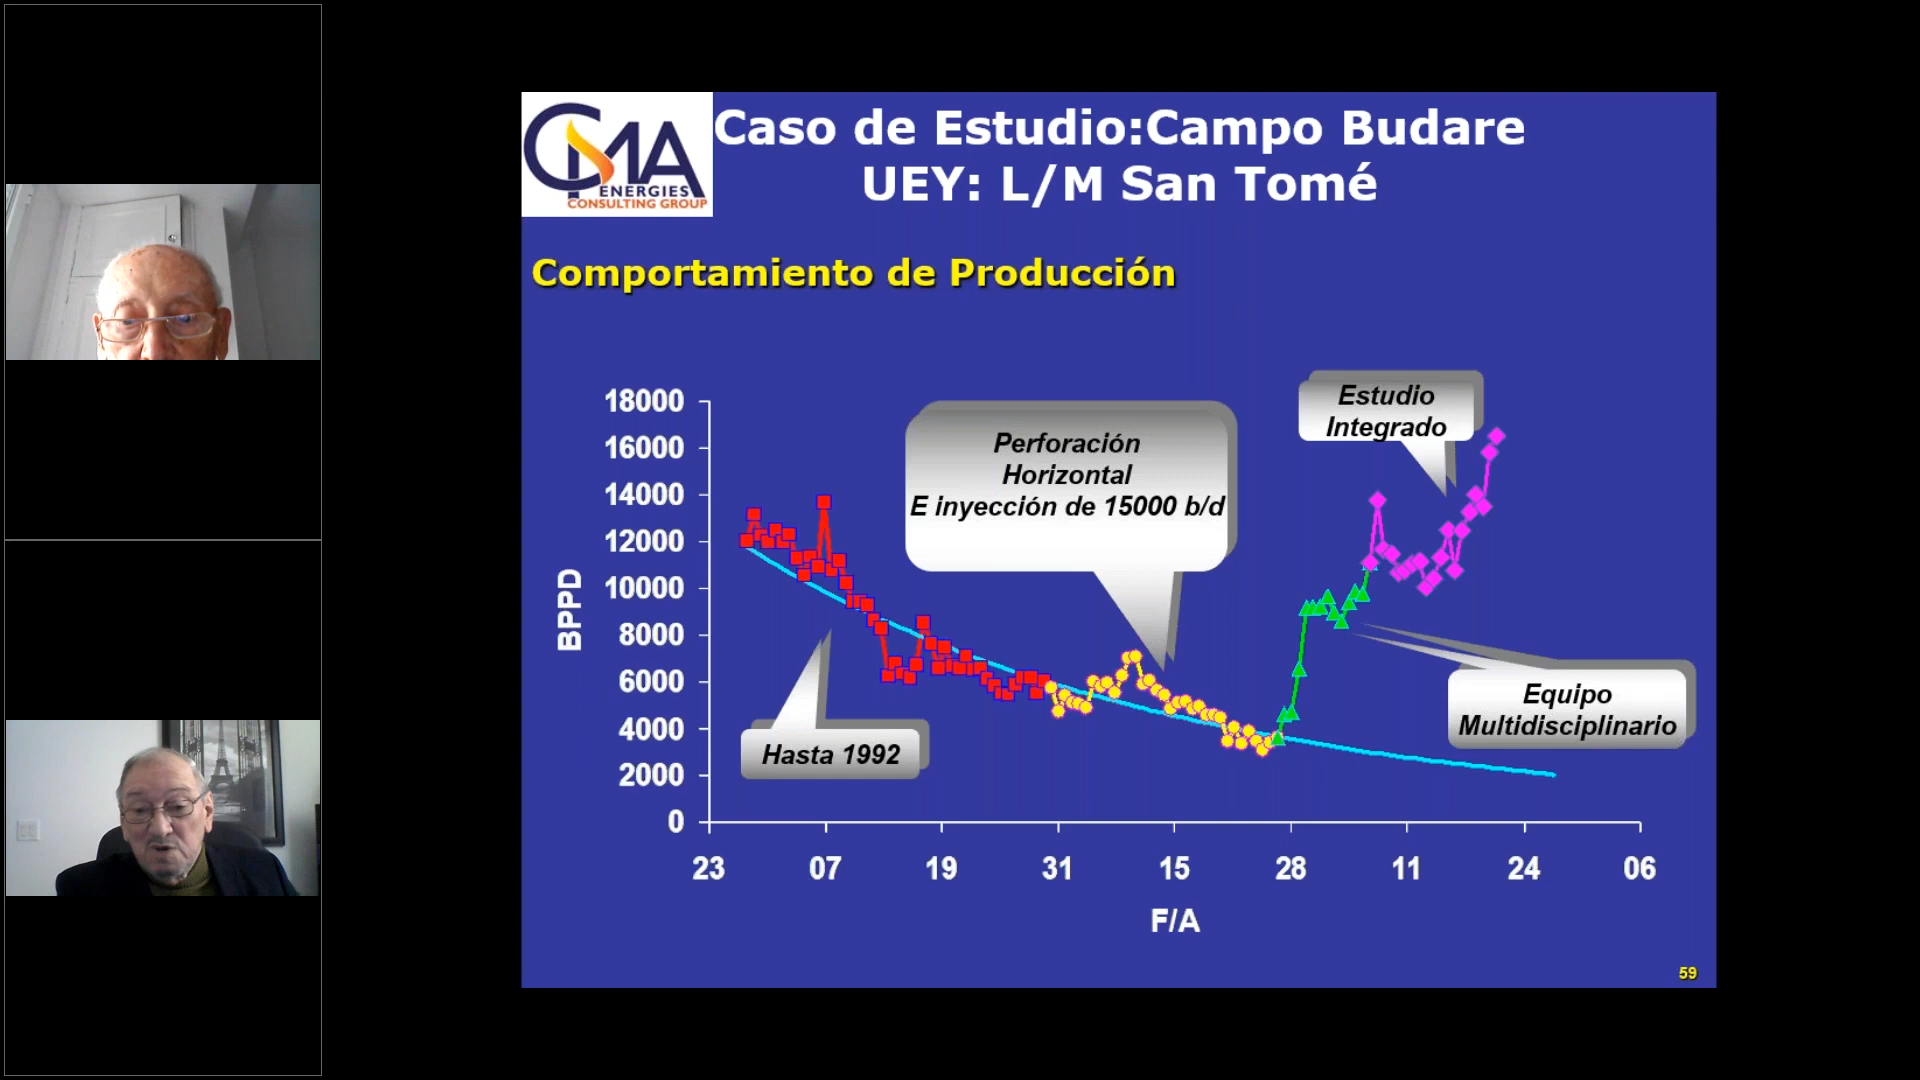 CMA
ENERGIES
CONSULTING GROUP
Caso de Estudio:Campo Budare
UEY: L/M San Tomé
Comportamiento de Producción
Estudio
Integrado
Perforación
Horizontal
E inyección de 15000 b/d
Equipo
Multidisciplinario
Hasta 1992
BPPD
18000
16000
14000
12000
10000
8000
6000
4000
2000
0
23 07 19 31 15 28 11 24 06
F/A
59